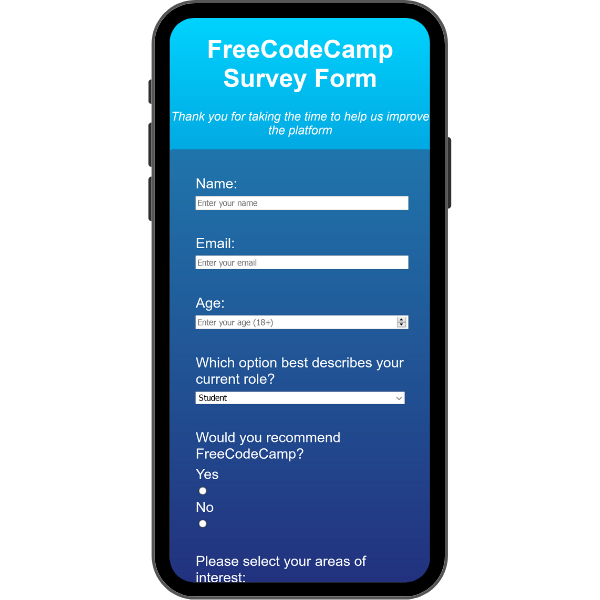 FreeCodeCamp
Survey Form
Thank you for taking the time to help us improve
the platform
Name:
Enter your name
Email:
Enter your email
Age:
Enter your age (18+)
Which option best describes your
current role?
Student
Would you recommend
FreeCodeCamp?
Yes
No
Please select your areas of
interest: